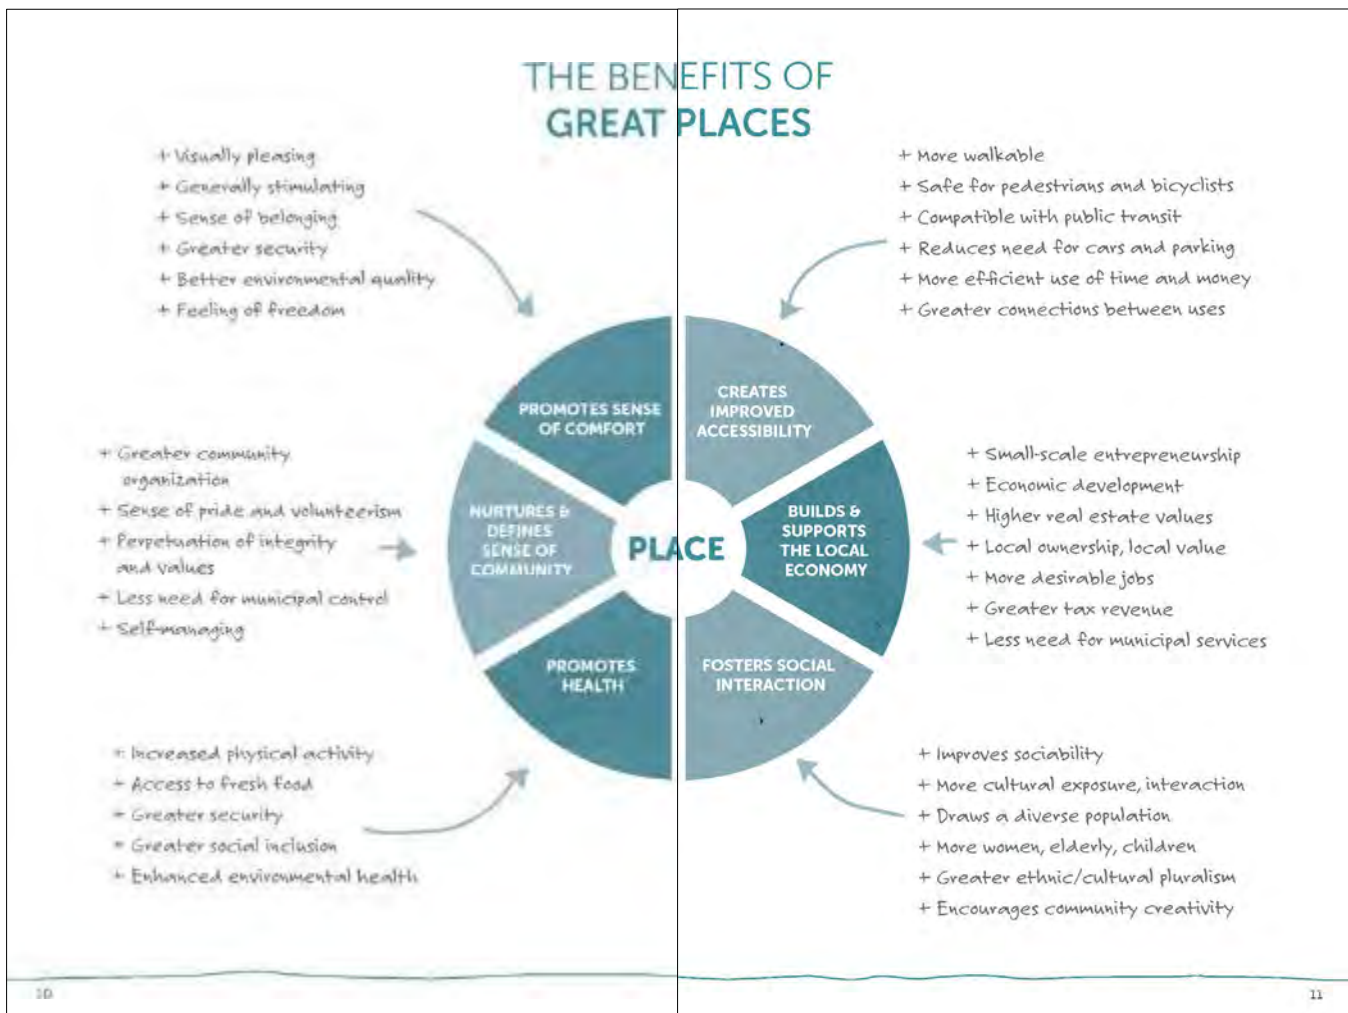 THE BENEFITS OF
GREAT PLACES
+ Visually pleasing
+ Generally stimulating
+ Sense of belonging
+ Greater security
+ Better environmental quality
+ Feeling of freedom
+ More walkable
+ Safe for pedestrians and bicyclists
+ Compatible with public transit
+ Reduces need for cars and parking
+ More efficient use of time and money
+ Greater connections between uses
PROMOTES SENSE
OF COMFORT
CREATES
IMPROVED
ACCESSIBILITY
+ Greater community
organization
+ Sense of pride and volunteerism
+ Perpetuation of integrity
and values
+ Less need for municipal control
+ Self-managing
NURTURES &
DEFINES
SENSE OF
COMMUNITY
PLACE
BUILDS &
SUPPORTS
THE LOCAL
ECONOMY
+ Small-scale entrepreneurship
+ Economic development
+ Higher real estate values
+ Local ownership, local value
+ More desirable jobs
+ Greater tax revenue
+ Less need for municipal services
PROMOTES
HEALTH
FOSTERS SOCIAL
INTERACTION
+ Increased physical activity
+ Access to fresh food
+ Greater security
+ Greater social inclusion
+ Enhanced environmental health
+ Improves sociability
+ More cultural exposure, interaction
+ Draws a diverse population
+ More women, elderly, children
+ Greater ethnic/cultural pluralism
+ Encourages community creativity
10
11